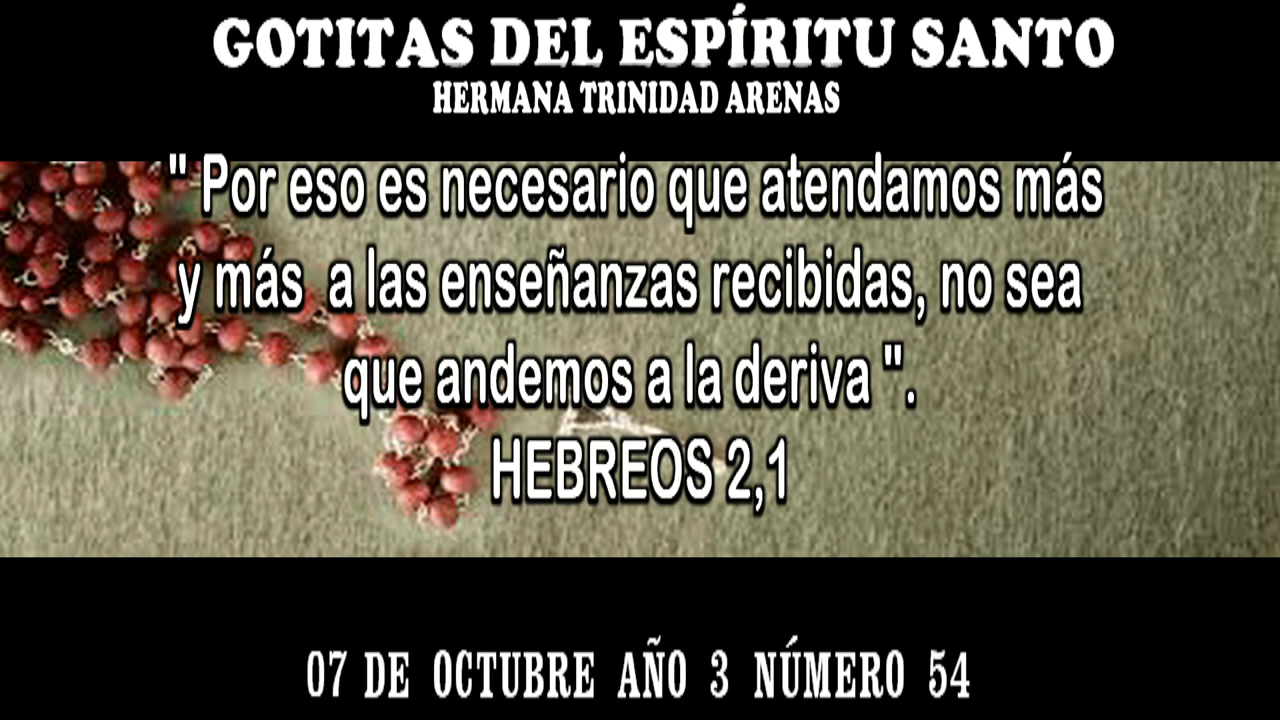 GOTITAS DEL ESPÍRITU SANTO
HERMANA TRINIDAD ARENAS
" Por eso es necesario que atendamos más
y más a las enseñanzas recibidas, no sea
que andemos a la deriva ".
HEBREOS 2,1
07 DE OCTUBRE AÑO 3 NÚMERO 54